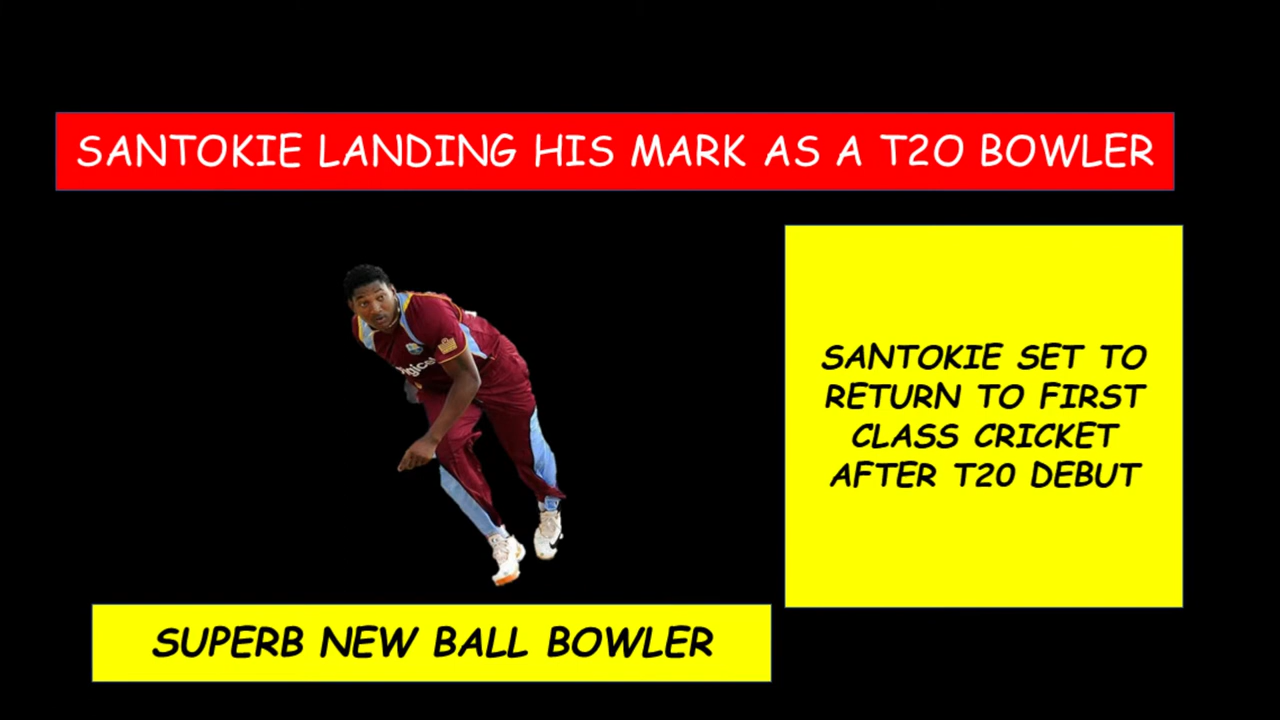 SANTOKIE LANDING HIS MARK AS A T20 BOWLER
SANTOKIE SET TO
RETURN TO FIRST
CLASS CRICKET
AFTER T20 DEBUT
SUPERB NEW BALL BOWLER